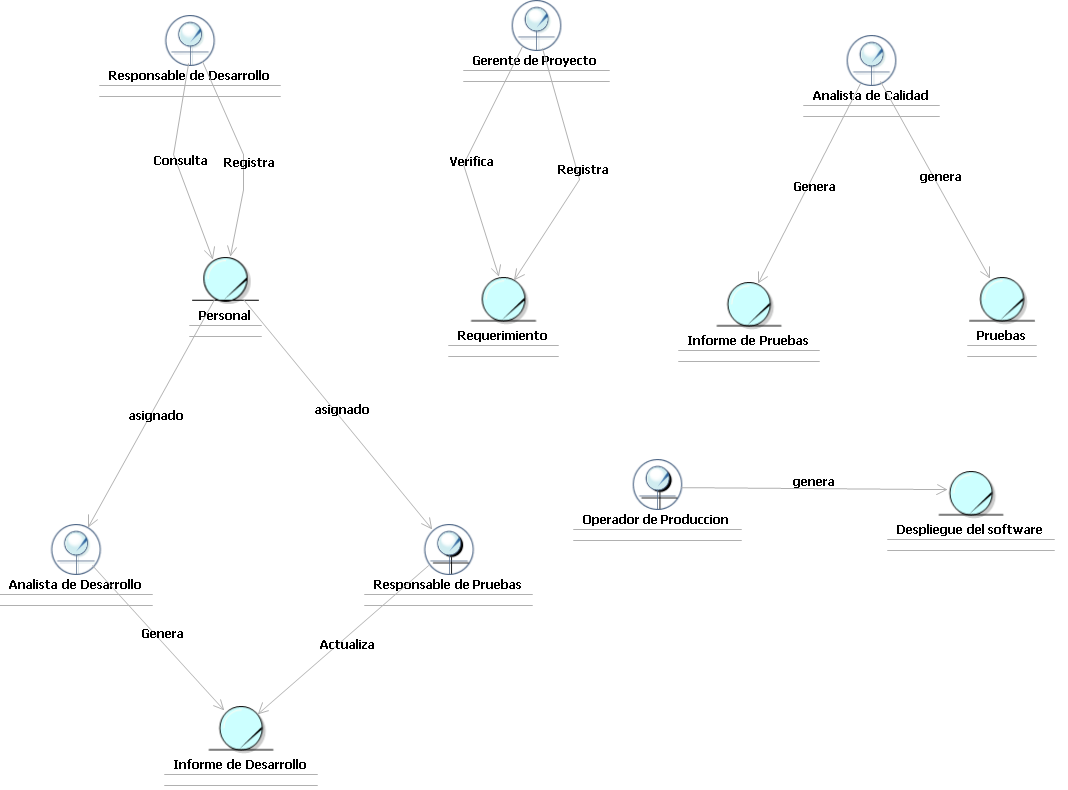 Responsable de Desarrollo
Gerente de Proyecto
Analista de Calidad
Consulta
Registra
Verifica
Registra
Genera
genera
Personal
Requerimiento
Informe de Pruebas
Pruebas
asignado
asignado
genera
Operador de Produccion
Despliegue del software
Analista de Desarrollo
Responsable de Pruebas
Genera
Actualiza
Informe de Desarrollo